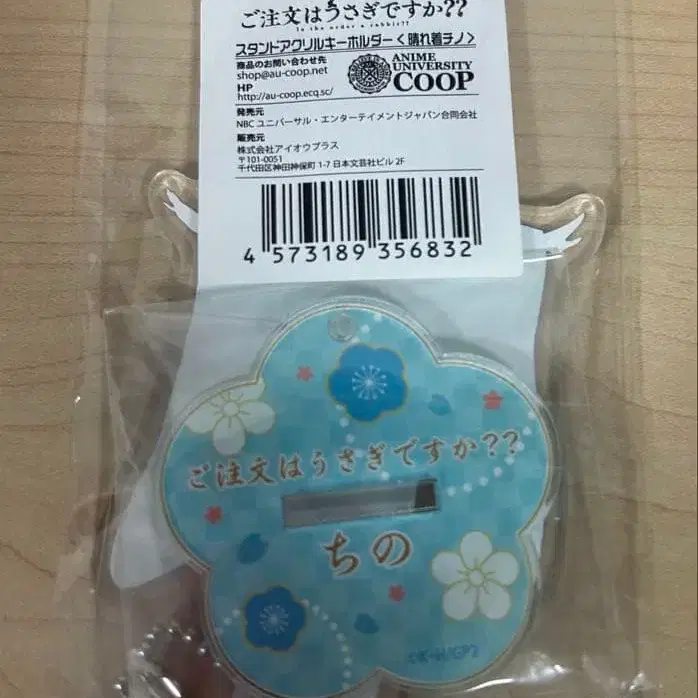 ご注文はうさぎですか??
Is the order a rabbit??
スタンドアクリルキーホルダー<晴れ着チノ>
商品のお問い合わせ先
shop@au-coop.net
HP
http://au-coop.ecq.sc/
ANIME
UNIVERSITY
COOP
発売元
NBC ユニバーサル・エンターテイメントジャパン合同会社
販売元
株式会社アイオウプラス
〒101-0051
千代田区神田神保町 1-7 日本文芸社ビル 2F
4 573189 356832
ご注文はうさぎですか??
ちの